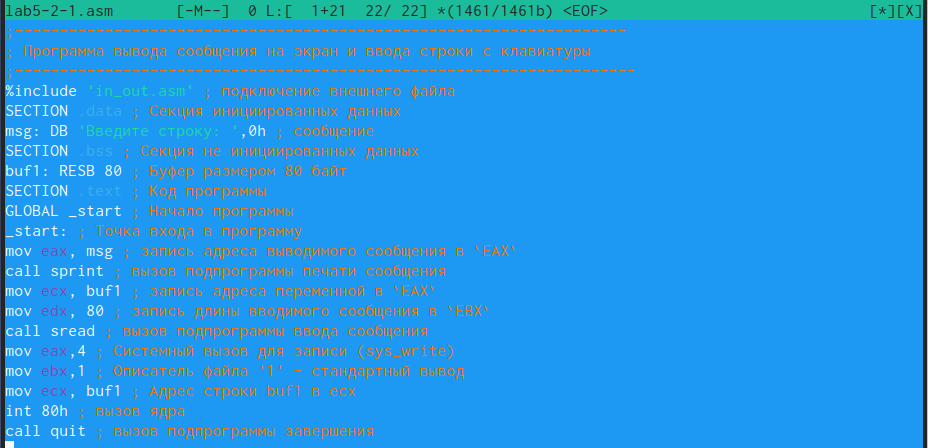 lab5-2-1.asm [-M--] 0 L:[ 1+21 22/ 22] *(1461/1461b) <EOF> [*][X]
;--------------------------------------------------------------------
; Программа вывода сообщения на экран и ввода строки с клавиатуры
;---------------------------------------------------------------------
%include 'in_out.asm' ; подключение внешнего файла
SECTION .data ; Секция инициированных данных
msg: DB 'Введите строку: ',0h ; сообщение
SECTION .bss ; Секция не инициированных данных
buf1: RESB 80 ; Буфер размером 80 байт
SECTION .text ; Код программы
GLOBAL _start ; Начало программы
_start: ; Точка входа в программу
mov eax, msg ; запись адреса выводимого сообщения в `EAX`
call sprint ; вызов подпрограммы печати сообщения
mov ecx, buf1 ; запись адреса переменной в `EAX`
mov edx, 80 ; запись длины вводимого сообщения в `EBX`
call sread ; вызов подпрограммы ввода сообщения
mov eax,4 ; Системный вызов для записи (sys_write)
mov ebx,1 ; Описатель файла '1' - стандартный вывод
mov ecx, buf1 ; Адрес строки buf1 в ecx
int 80h ; вызов ядра
call quit ; вызов подпрограммы завершения